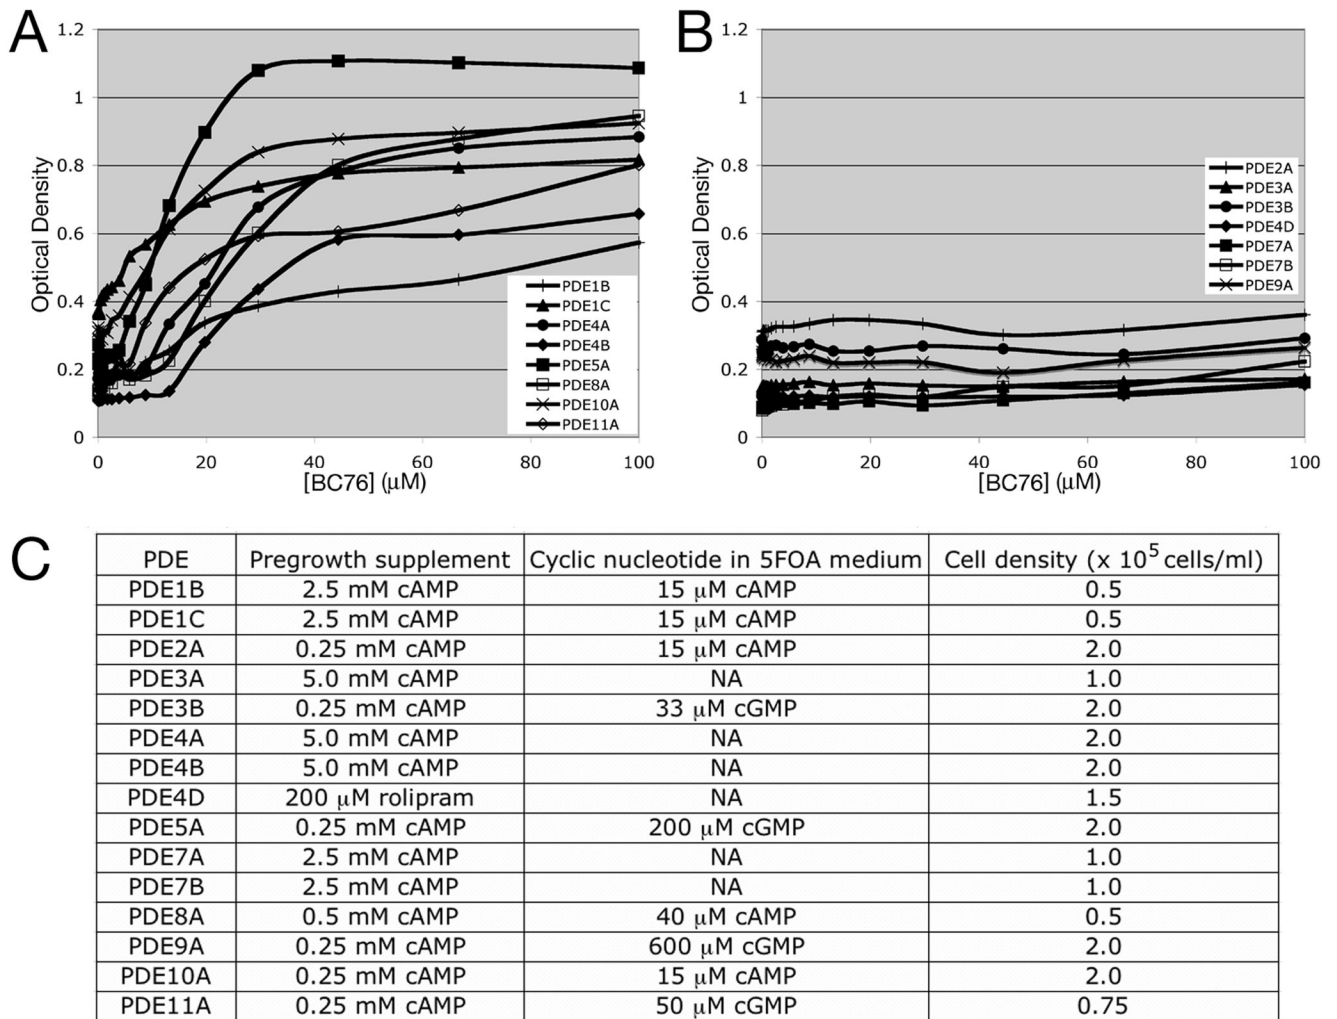 A
1.2
1
0.8
0.6
0.4
0.2
0
Optical Density
0 20 40 60 80 100
[BC76] (μM)
PDE1B
PDE1C
PDE4A
PDE4B
PDE5A
PDE8A
PDE10A
PDE11A
B
1.2
1
0.8
0.6
0.4
0.2
0
Optical Density
0 20 40 60 80 100
[BC76] (μM)
PDE2A
PDE3A
PDE3B
PDE4D
PDE7A
PDE7B
PDE9A
C
PDE Pregrowth supplement Cyclic nucleotide in 5FOA medium Cell density (x 10⁵ cells/ml)
PDE1B 2.5 mM cAMP 15 μM cAMP 0.5
PDE1C 2.5 mM cAMP 15 μM cAMP 0.5
PDE2A 0.25 mM cAMP 15 μM cAMP 2.0
PDE3A 5.0 mM cAMP NA 1.0
PDE3B 0.25 mM cAMP 33 μM cGMP 2.0
PDE4A 5.0 mM cAMP NA 2.0
PDE4B 5.0 mM cAMP NA 2.0
PDE4D 200 μM rolipram NA 1.5
PDE5A 0.25 mM cAMP 200 μM cGMP 2.0
PDE7A 2.5 mM cAMP NA 1.0
PDE7B 2.5 mM cAMP NA 1.0
PDE8A 0.5 mM cAMP 40 μM cAMP 0.5
PDE9A 0.25 mM cAMP 600 μM cGMP 2.0
PDE10A 0.25 mM cAMP 15 μM cAMP 2.0
PDE11A 0.25 mM cAMP 50 μM cGMP 0.75